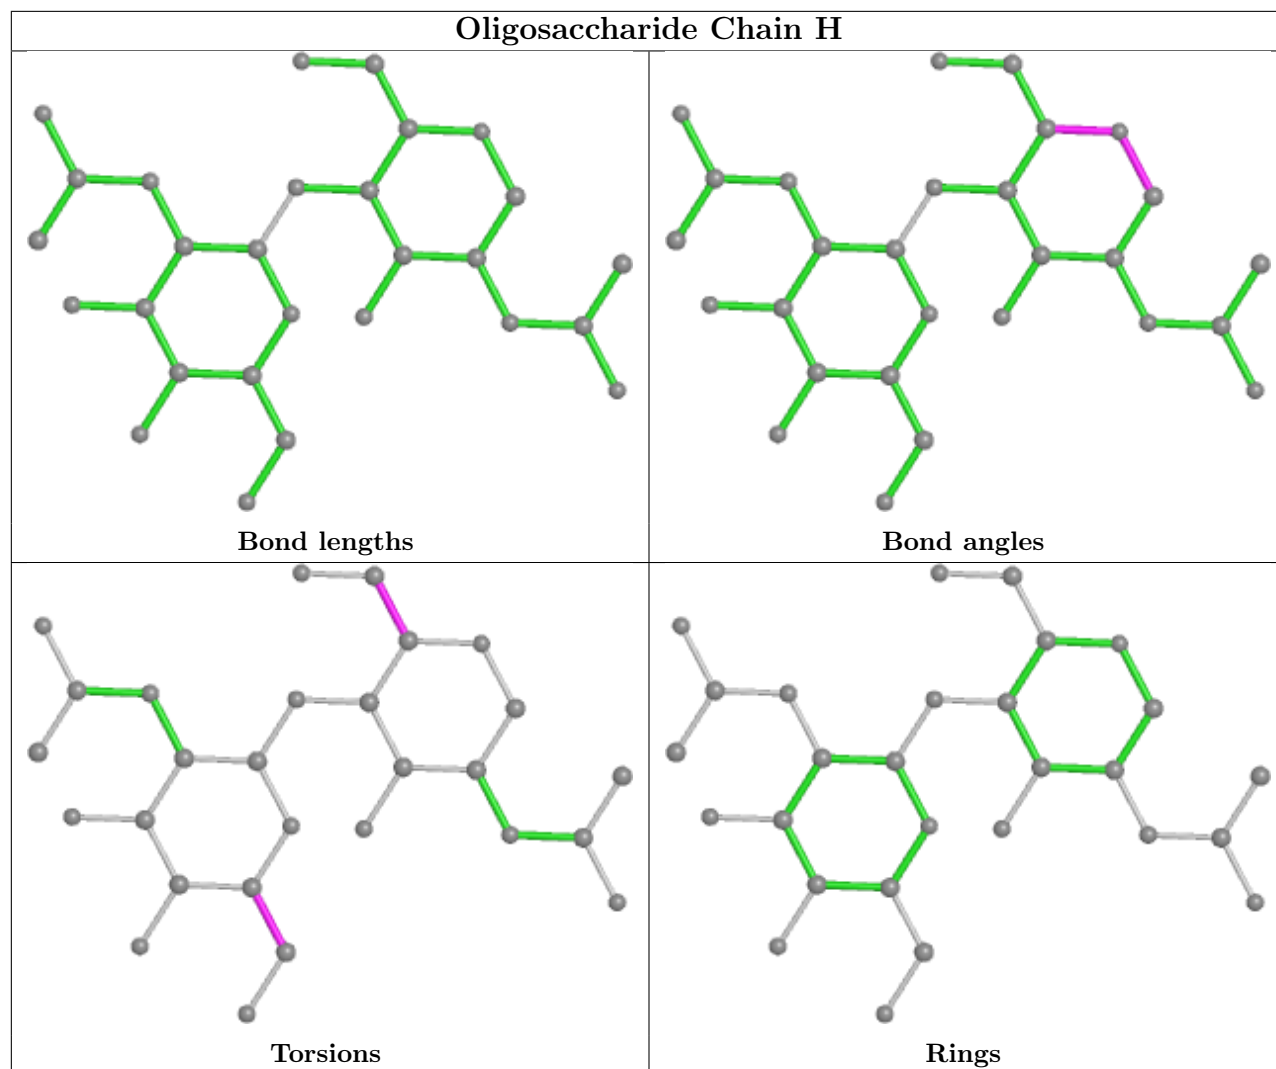 Oligosaccharide Chain H
Bond lengths
Bond angles
Torsions
Rings